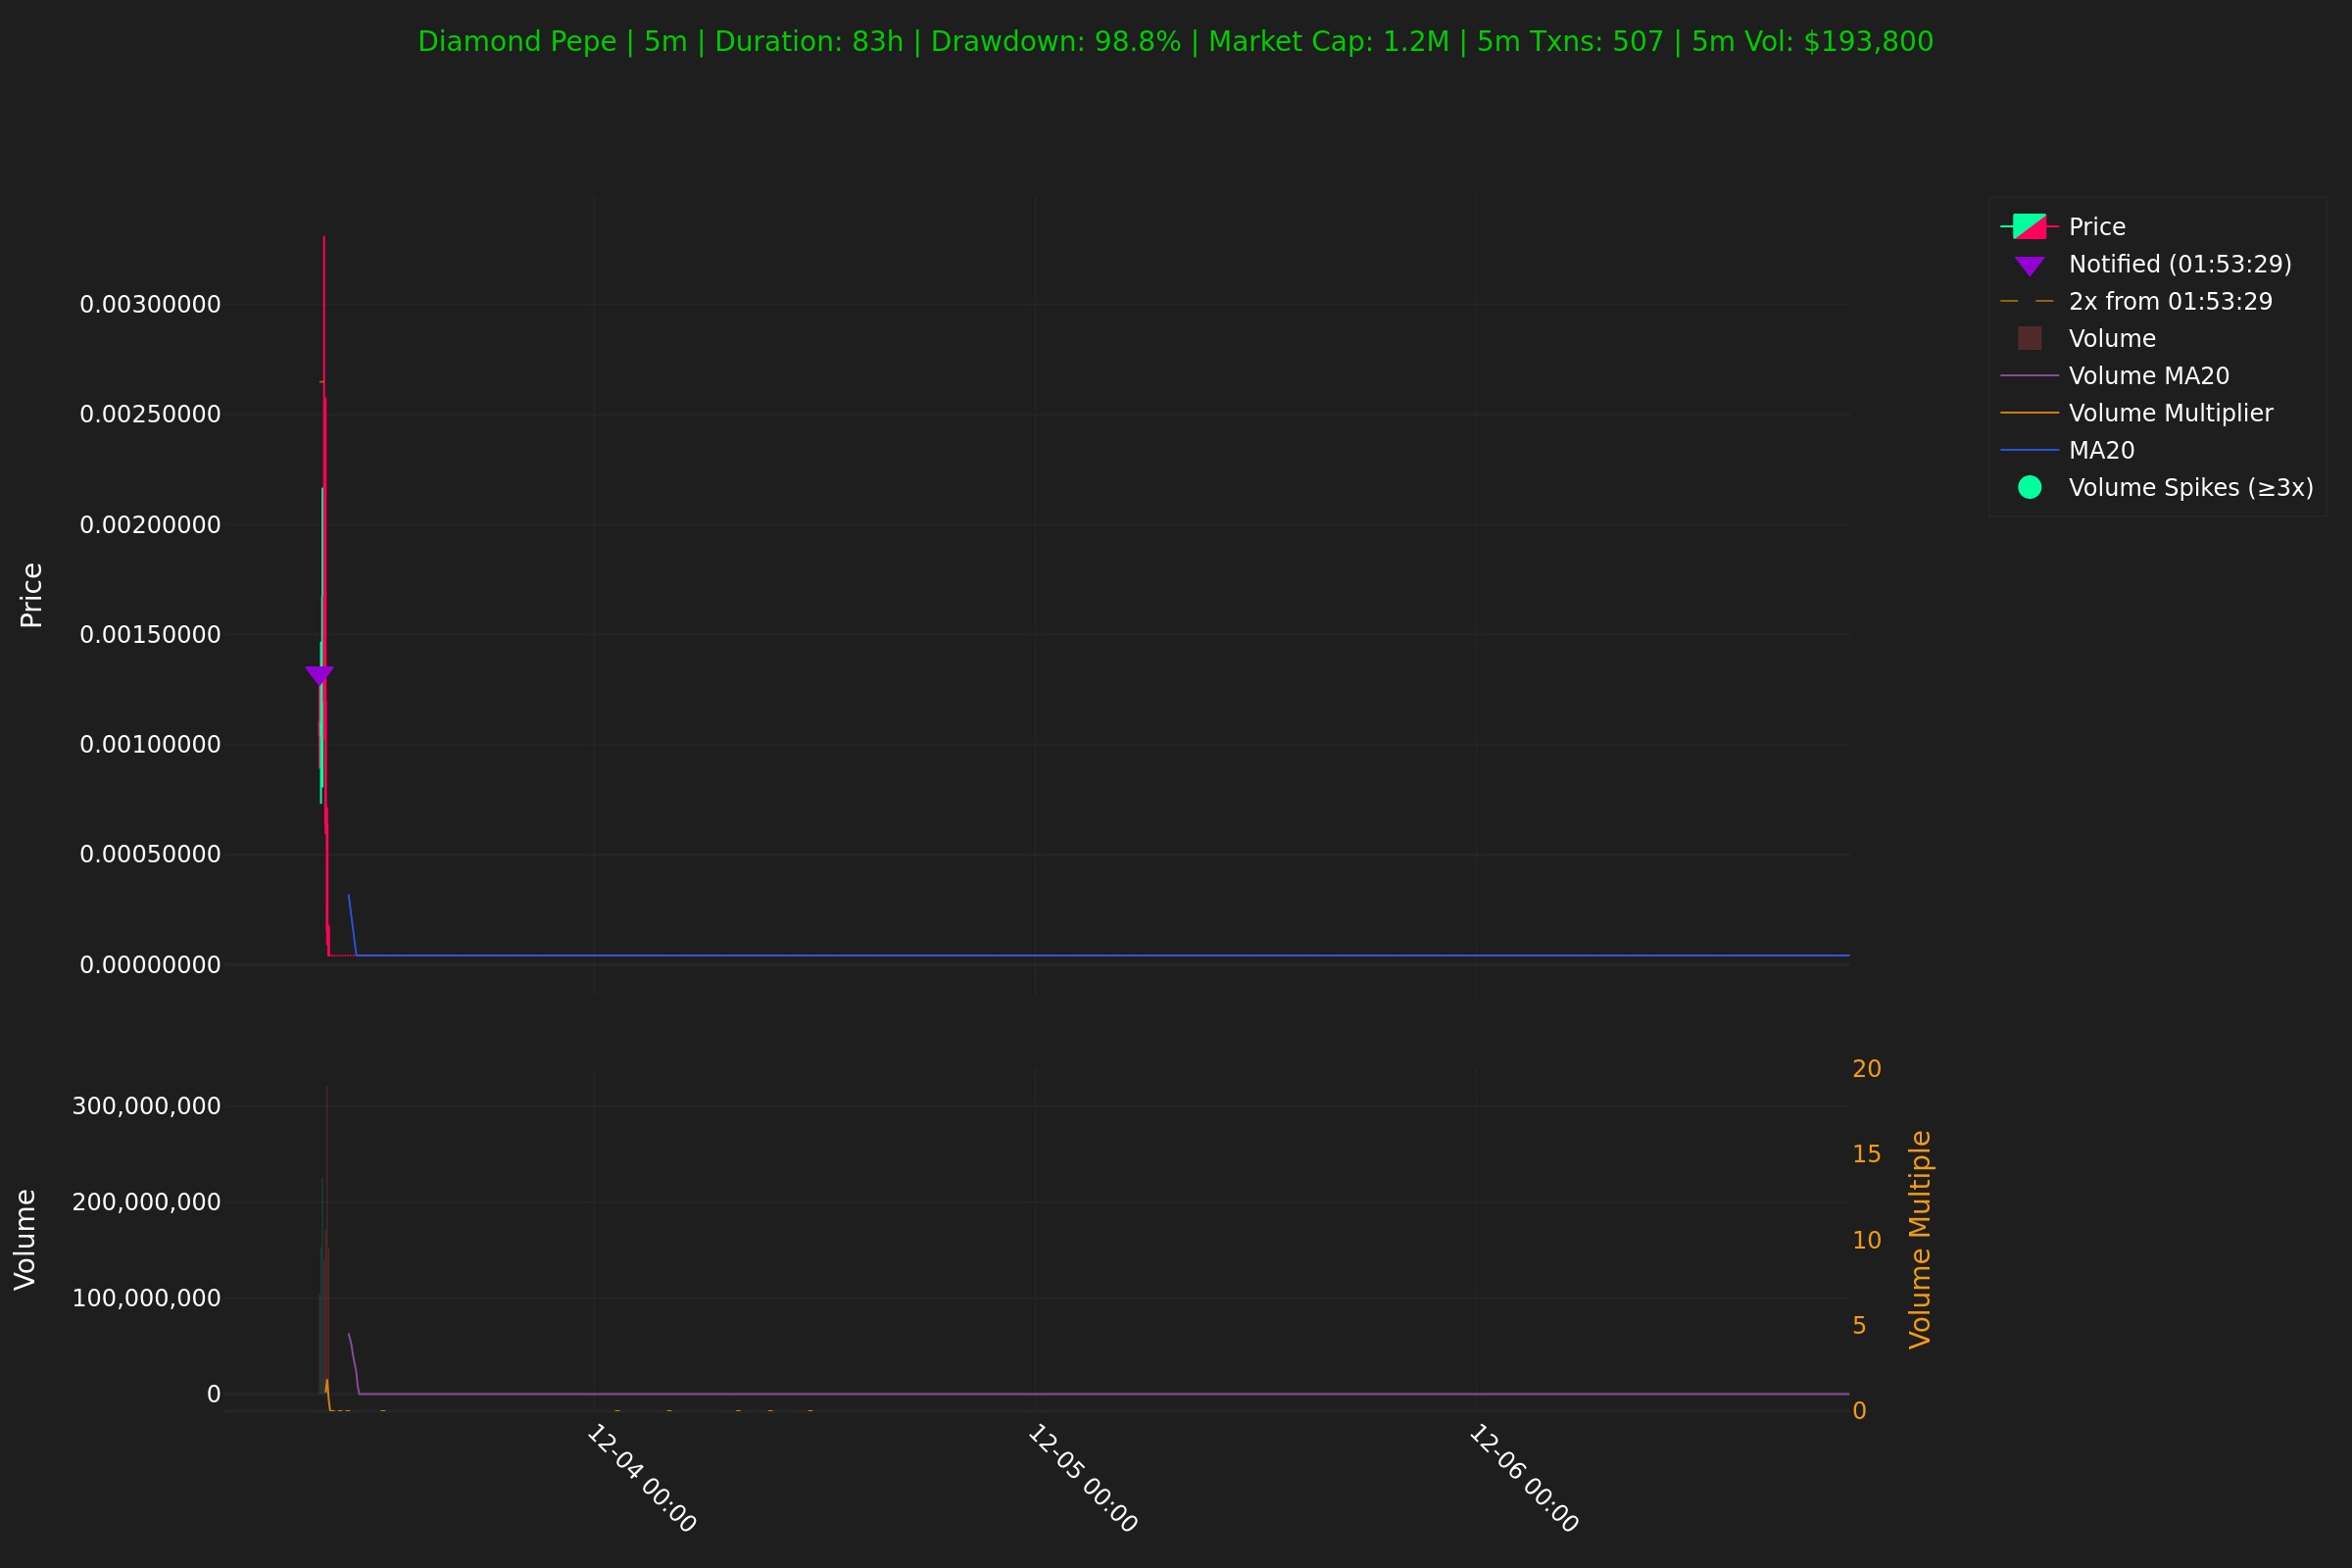 Diamond Pepe | 5m | Duration: 83h | Drawdown: 98.8% | Market Cap: 1.2M | 5m Txns: 507 | 5m Vol: $193,800
Price
0.00300000
0.00250000
0.00200000
0.00150000
0.00100000
0.00050000
0.00000000
Price
Notified (01:53:29)
2x from 01:53:29
Volume
Volume MA20
Volume Multiplier
MA20
Volume Spikes (≥3x)
Volume
300,000,000
200,000,000
100,000,000
0
20
15
10
5
0
Volume Multiple
12-04 00:00
12-05 00:00
12-06 00:00